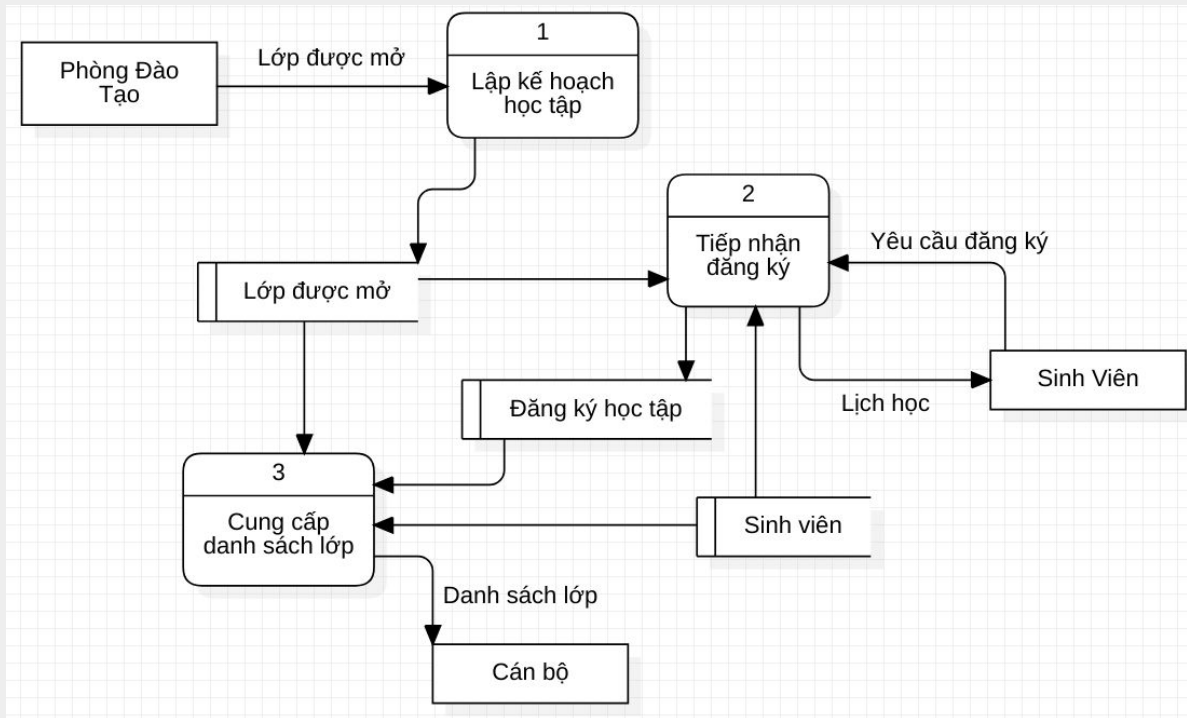 1
Phòng Đào
Tạo
Lớp được mở
Lập kế hoạch
học tập
2
Tiếp nhận
đăng ký
Yêu cầu đăng ký
Lớp được mở
Sinh Viên
Lịch học
Đăng ký học tập
3
Cung cấp
danh sách lớp
Sinh viên
Danh sách lớp
Cán bộ